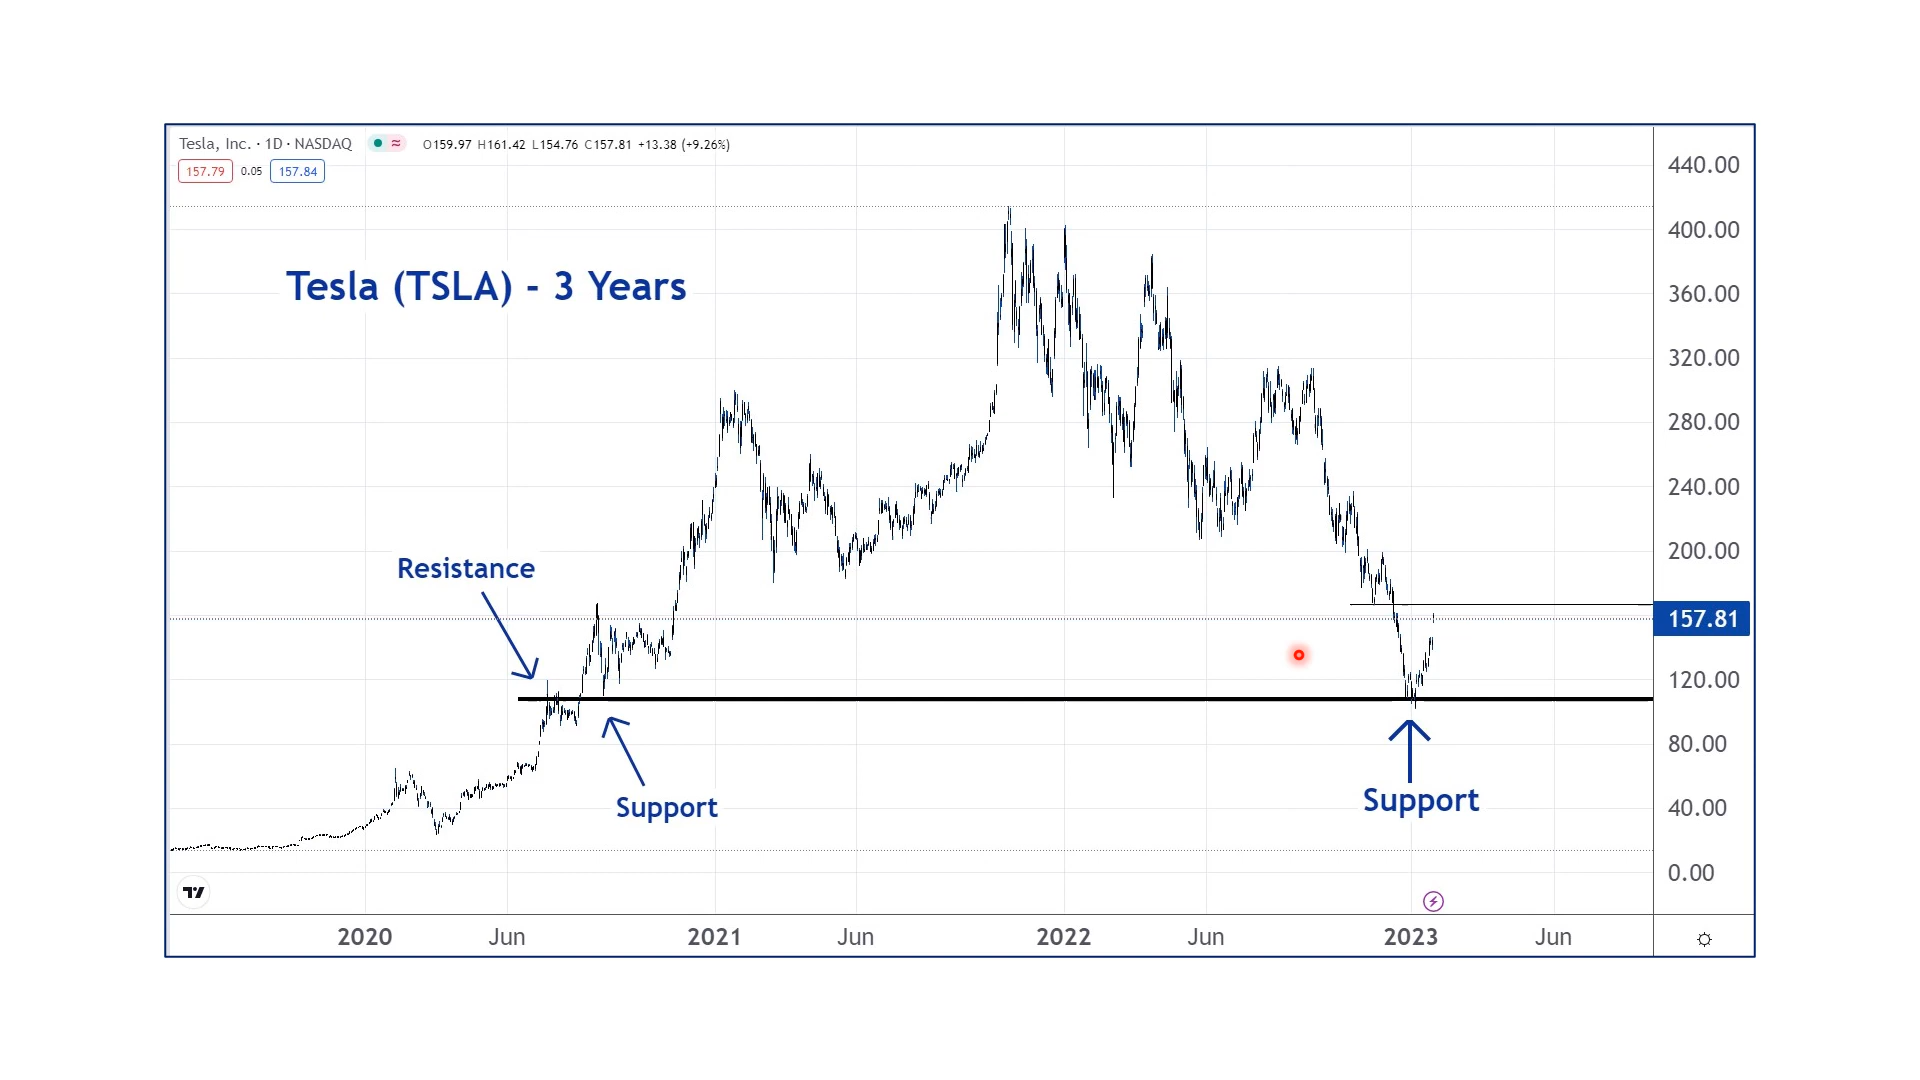 Tesla, Inc. · 1D · NASDAQ
≈
O159.97 H161.42 L154.76 C157.81 +13.38 (+9.26%)
157.79 0.05 157.84
Tesla (TSLA) - 3 Years
Resistance
Support
Support
440.00
400.00
360.00
320.00
280.00
240.00
200.00
157.81
120.00
80.00
40.00
0.00
TV
2020 Jun 2021 Jun 2022 Jun 2023 Jun